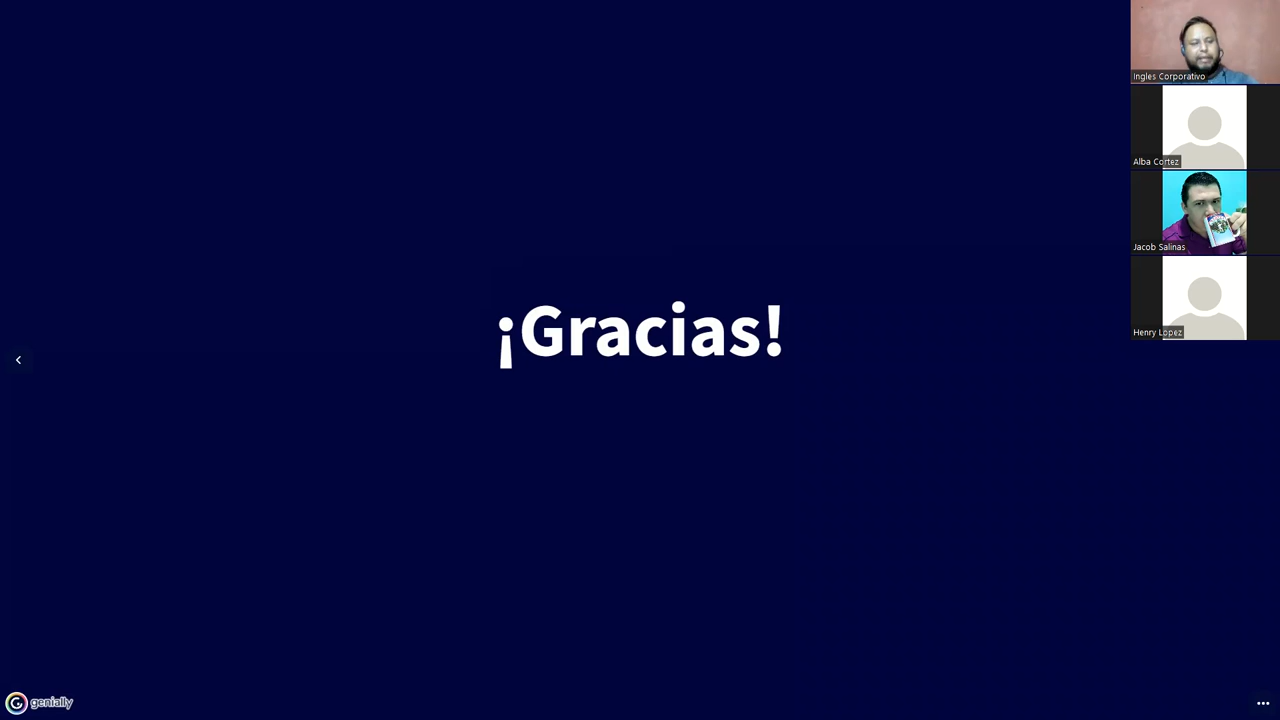 Ingles Corporativo
Alba Cortez
Jacob Salinas
Henry Lopez
¡Gracias!
genially